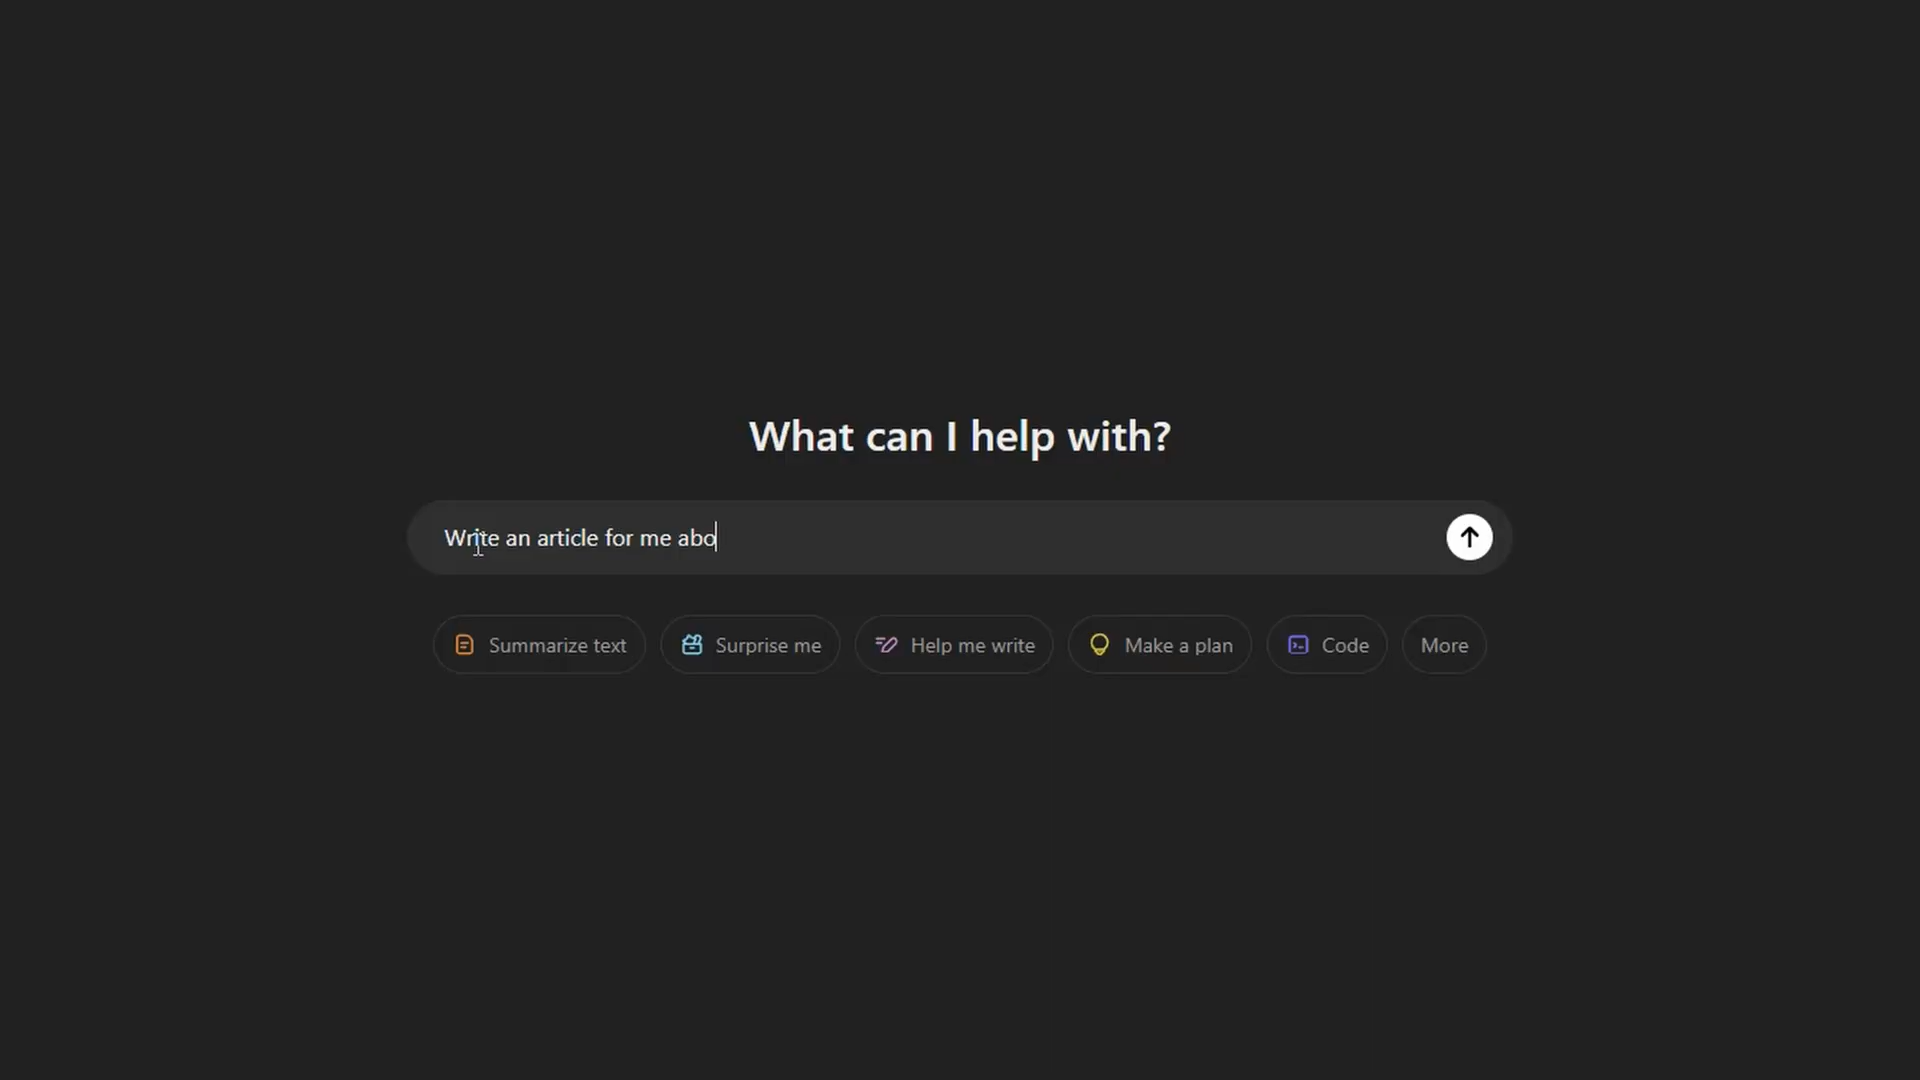 What can I help with?
Write an article for me abo
Summarize text
Surprise me
Help me write
Make a plan
Code
More